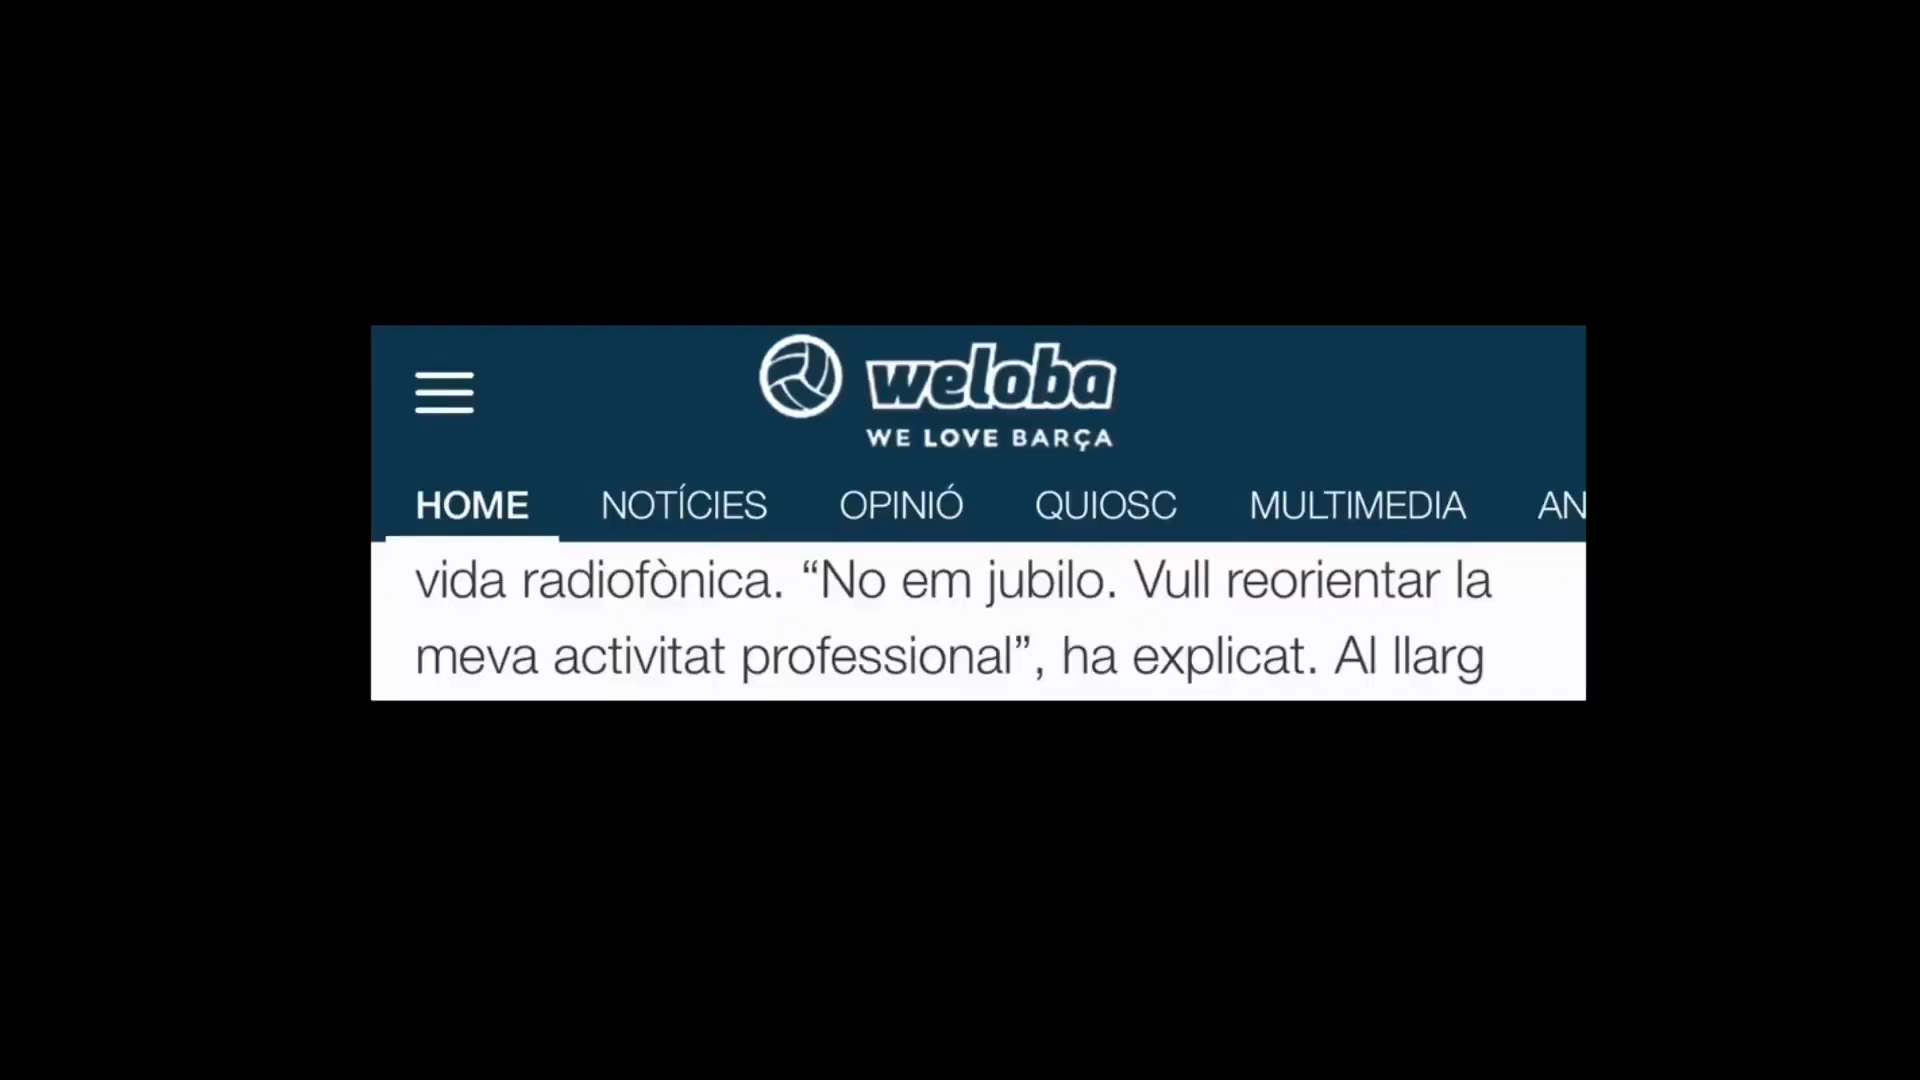 weloba
WE LOVE BARÇA
HOME NOTÍCIES OPINIÓ QUIOSC MULTIMEDIA AN
vida radiofònica. “No em jubilo. Vull reorientar la
meva activitat professional”, ha explicat. Al llarg